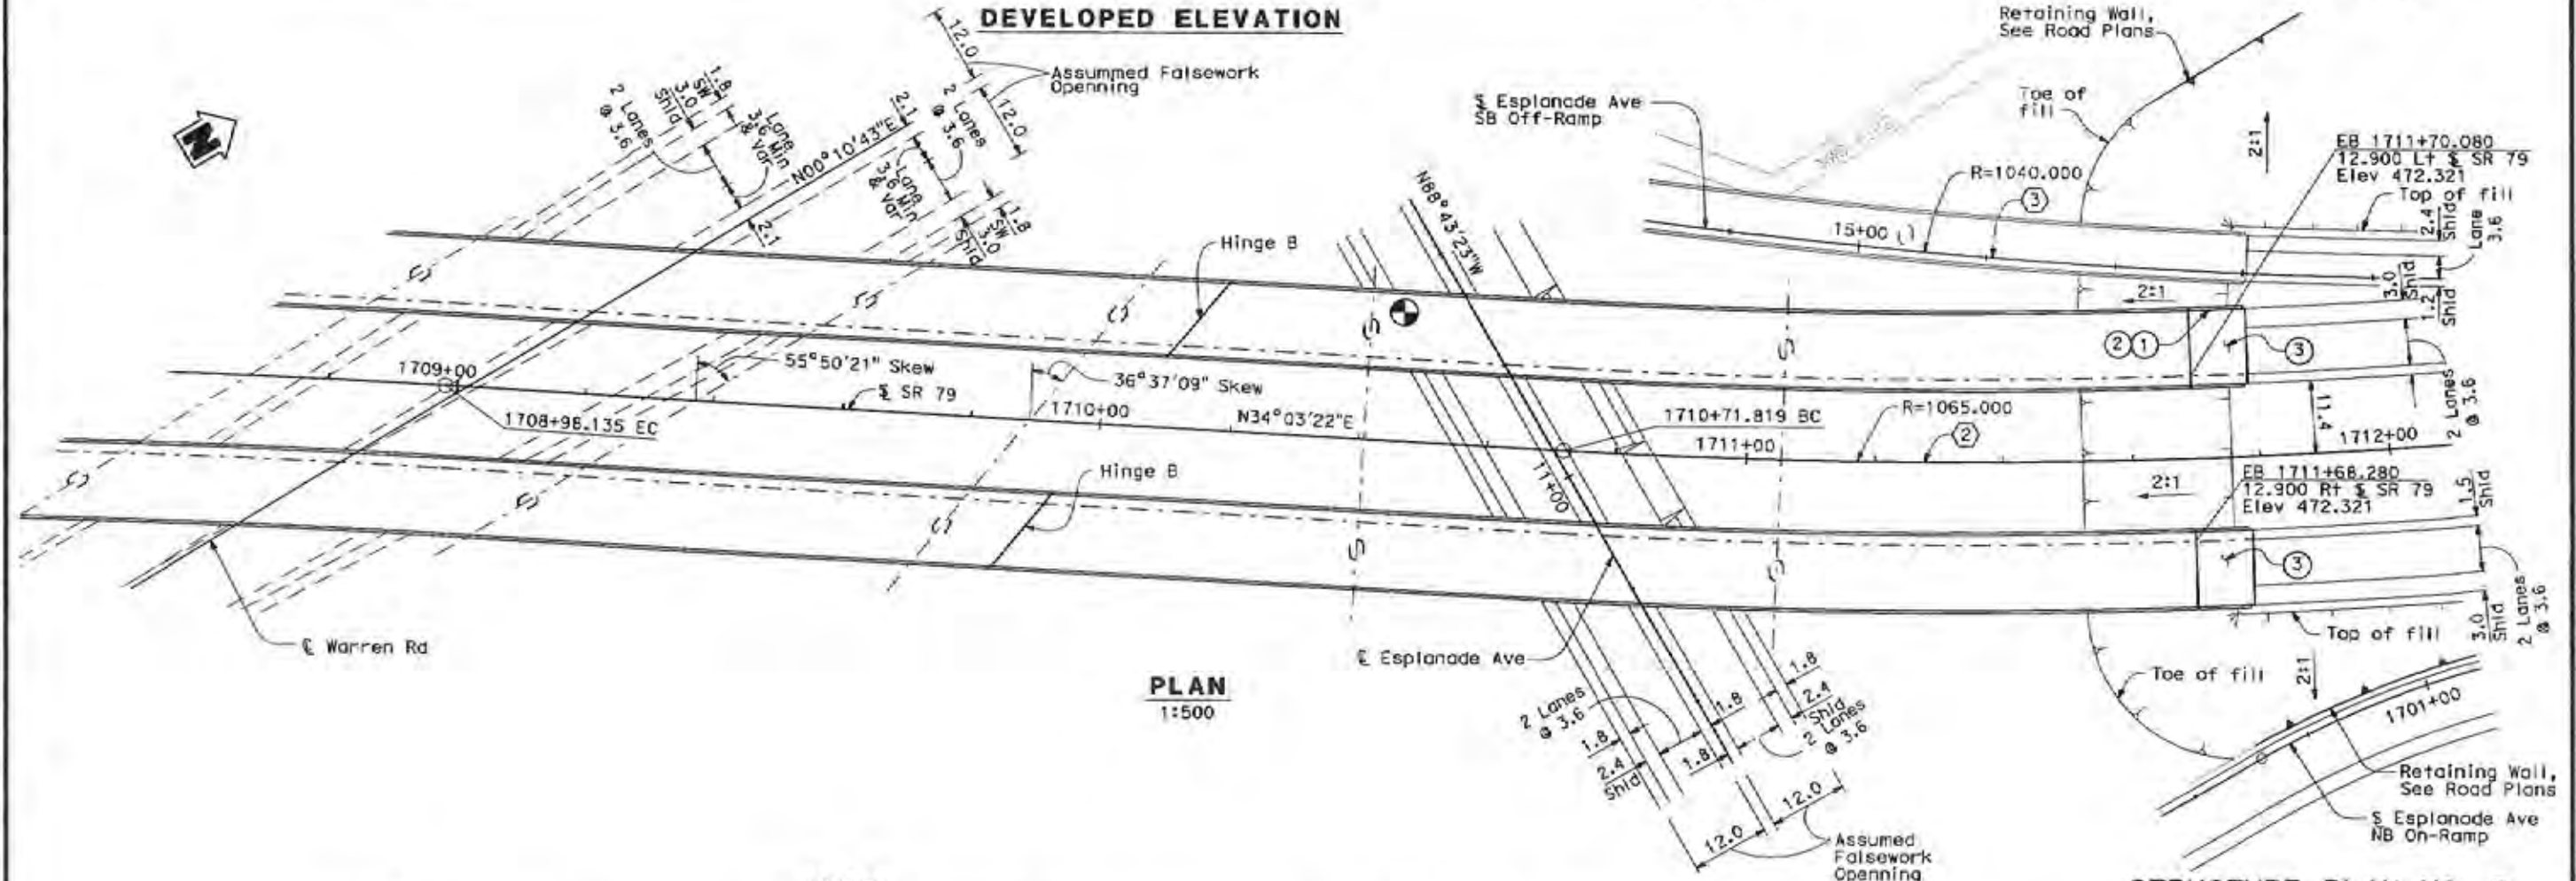 DEVELOPED ELEVATION
12.0
Assummed Falsework
Openning
12.0
2 Lanes
@ 3.6
3.0
Shld
1.8
SW
Lane
3.6 Min
& Var
N00°10'43"E
2.1
2 Lanes
@ 3.6
Lane
3.6 Min
& Var
2.1
1.8
SW
3.0
Shld
N
Retaining Wall,
See Road Plans
Esplanade Ave
SB Off-Ramp
Toe of
fill
2:1
EB 1711+70.080
12.900 Lt SR 79
Elev 472.321
Top of fill
R=1040.000
3
15+00
2.4
Shld
Lane
3.6
3.0
Shld
1.2
Shld
N88°43'23"W
Hinge B
2:1
2 1
3
2 Lanes
@ 3.6
1709+00
55°50'21" Skew
SR 79
36°37'09" Skew
1710+00
N34°03'22"E
1710+71.819 BC
R=1065.000
2
1711+00
11.4
1712+00
1708+98.135 EC
Hinge B
11+00
EB 1711+68.280
12.900 Rt SR 79
Elev 472.321
2:1
1.5
Shld
3
2 Lanes
@ 3.6
3.0
Shld
Top of fill
℄ Warren Rd
℄ Esplanade Ave
PLAN
1:500
Toe of fill
2:1
1701+00
2 Lanes
@ 3.6
1.8
2.4
Shld
1.8
1.8
1.8
2.4
Shld
2 Lanes
@ 3.6
12.0
12.0
Assumed
Falsework
Openning
Retaining Wall,
See Road Plans
Esplanade Ave
NB On-Ramp